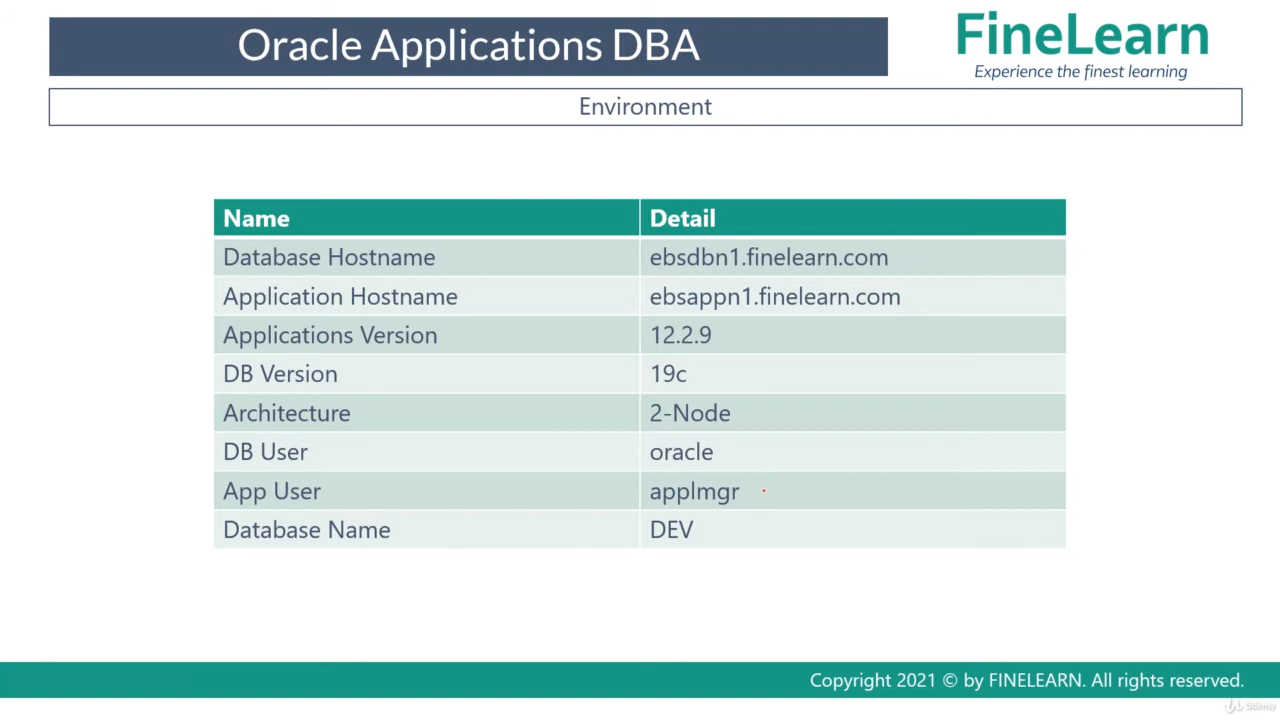 Oracle Applications DBA
FineLearn
Experience the finest learning
Environment
Name Detail
Database Hostname ebsdbn1.finelearn.com
Application Hostname ebsappn1.finelearn.com
Applications Version 12.2.9
DB Version 19c
Architecture 2-Node
DB User oracle
App User applmgr
Database Name DEV
Copyright 2021 © by FINELEARN. All rights reserved.
Udemy